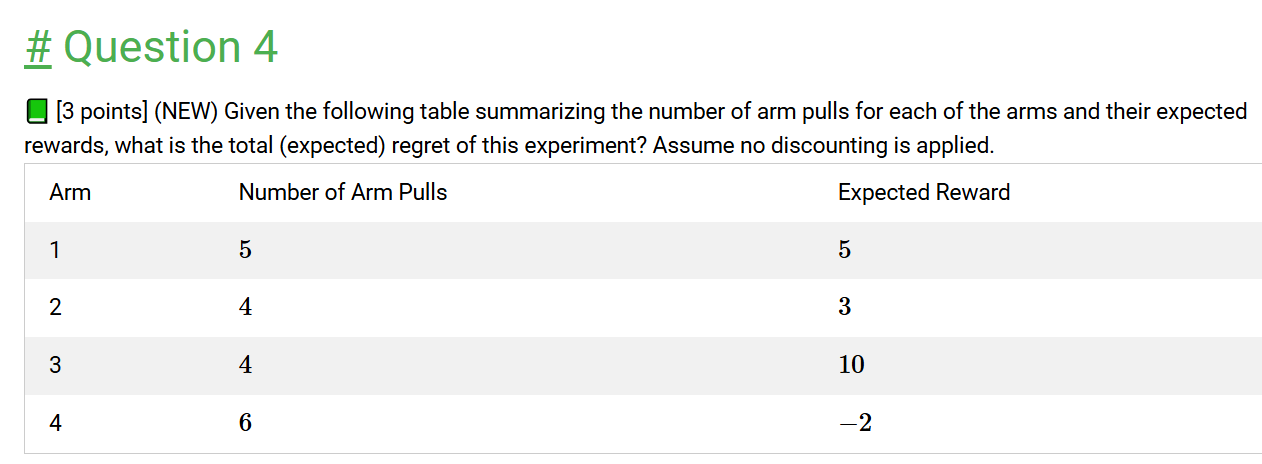 # Question 4
[3 points] (NEW) Given the following table summarizing the number of arm pulls for each of the arms and their expected
rewards, what is the total (expected) regret of this experiment? Assume no discounting is applied.
Arm Number of Arm Pulls Expected Reward
1 5 5
2 4 3
3 4 10
4 6 −2